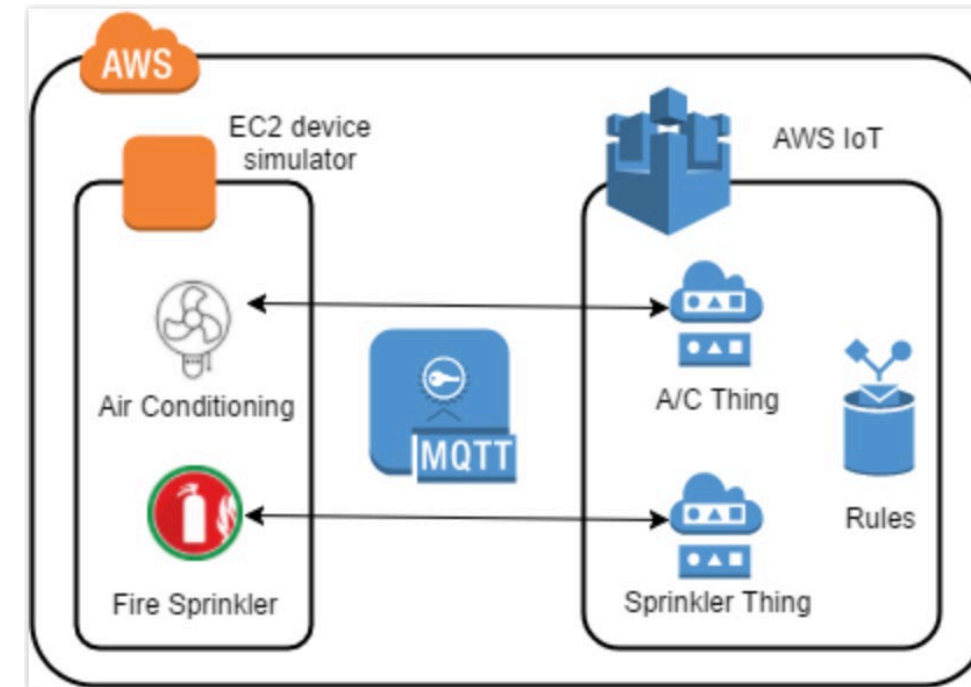 AWS
EC2 device
simulator
AWS IoT
Air Conditioning
A/C Thing
MQTT
Rules
Fire Sprinkler
Sprinkler Thing